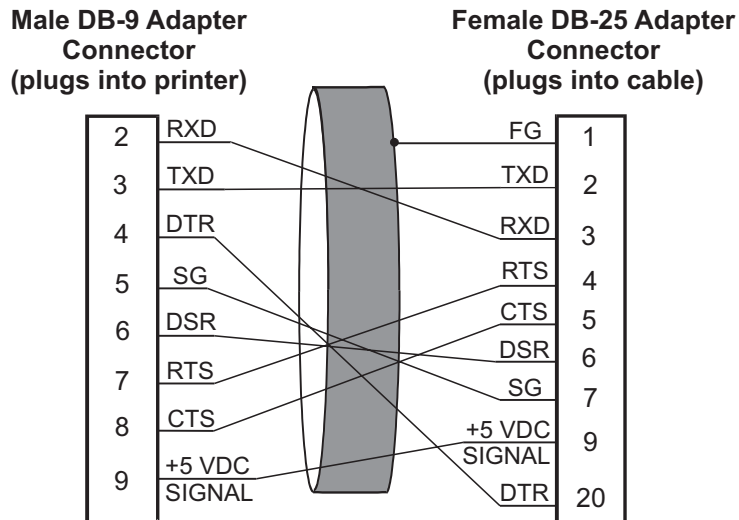 Male DB-9 Adapter
Connector
(plugs into printer)
Female DB-25 Adapter
Connector
(plugs into cable)
2 RXD
3 TXD
4 DTR
5 SG
6 DSR
7 RTS
8 CTS
9 +5 VDC
SIGNAL
FG 1
TXD 2
RXD 3
RTS 4
CTS 5
DSR 6
SG 7
+5 VDC 9
SIGNAL
DTR 20